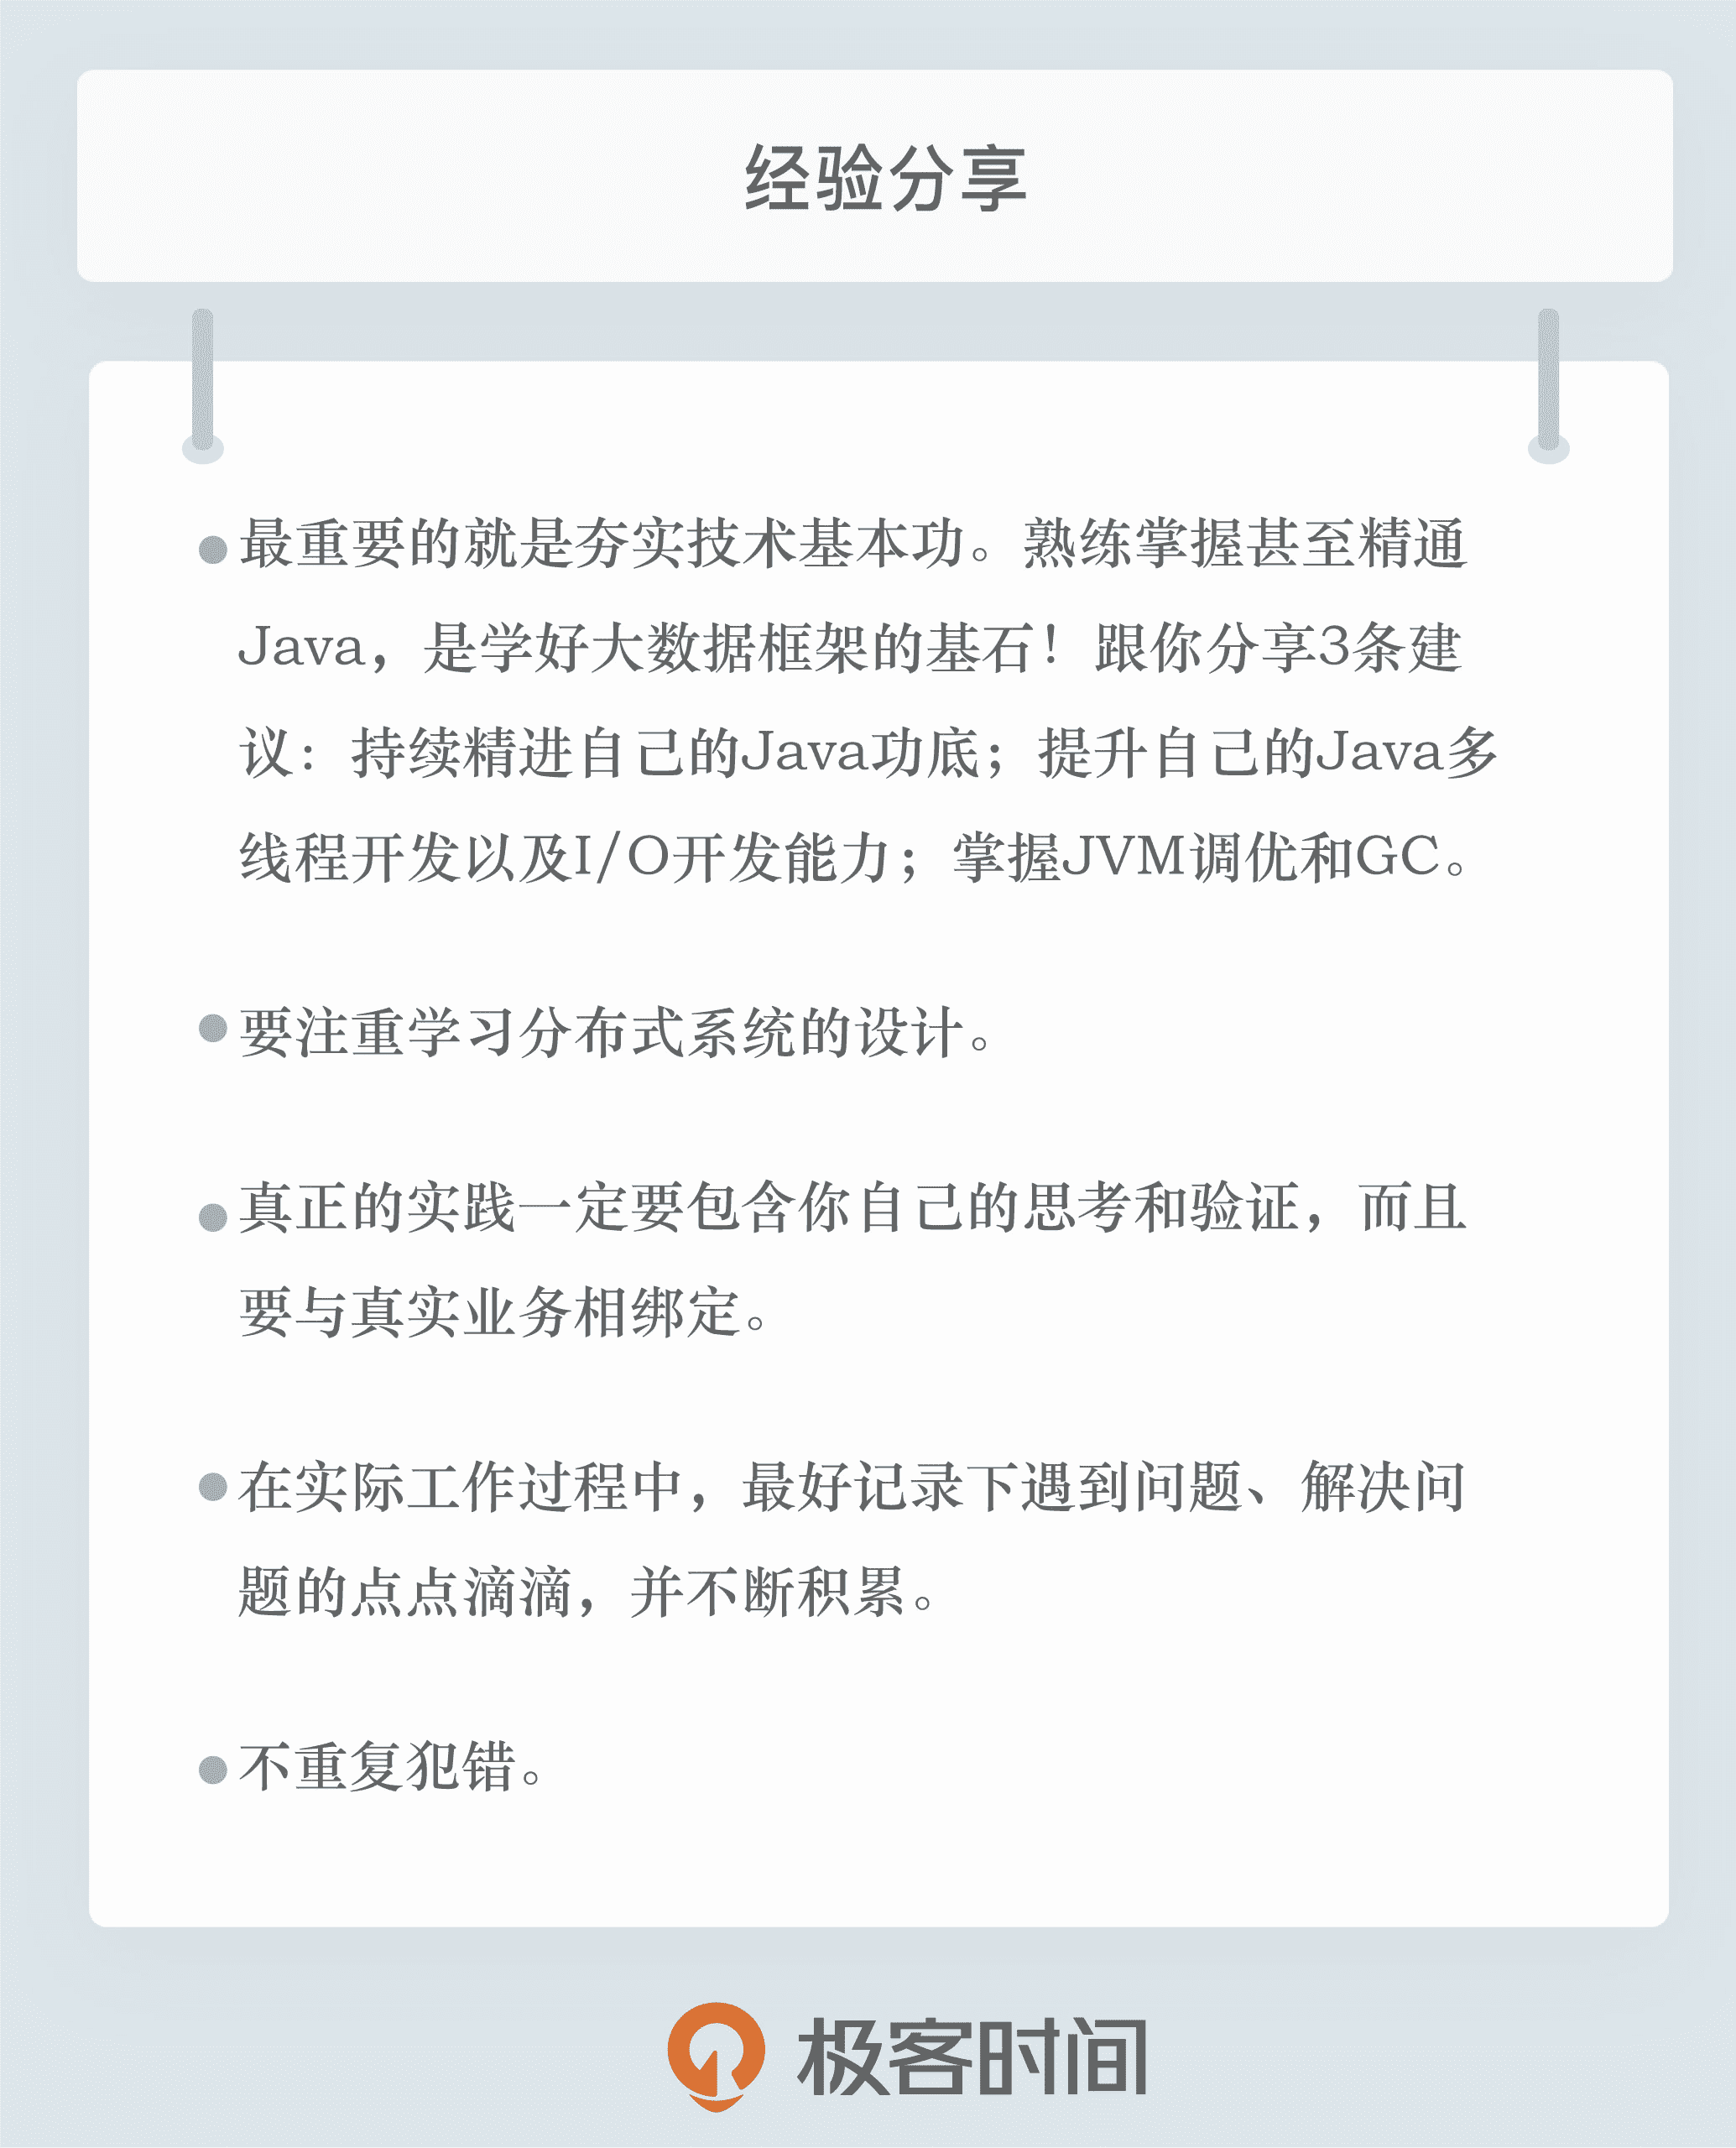 经验分享
最重要的就是夯实技术基本功。熟练掌握甚至精通
Java，是学好大数据框架的基石！跟你分享3条建
议：持续精进自己的Java功底；提升自己的Java多
线程开发以及I/O开发能力；掌握JVM调优和GC。
要注重学习分布式系统的设计。
真正的实践一定要包含你自己的思考和验证，而且
要与真实业务相绑定。
在实际工作过程中，最好记录下遇到问题、解决问
题的点点滴滴，并不断积累。
不重复犯错。
极客时间